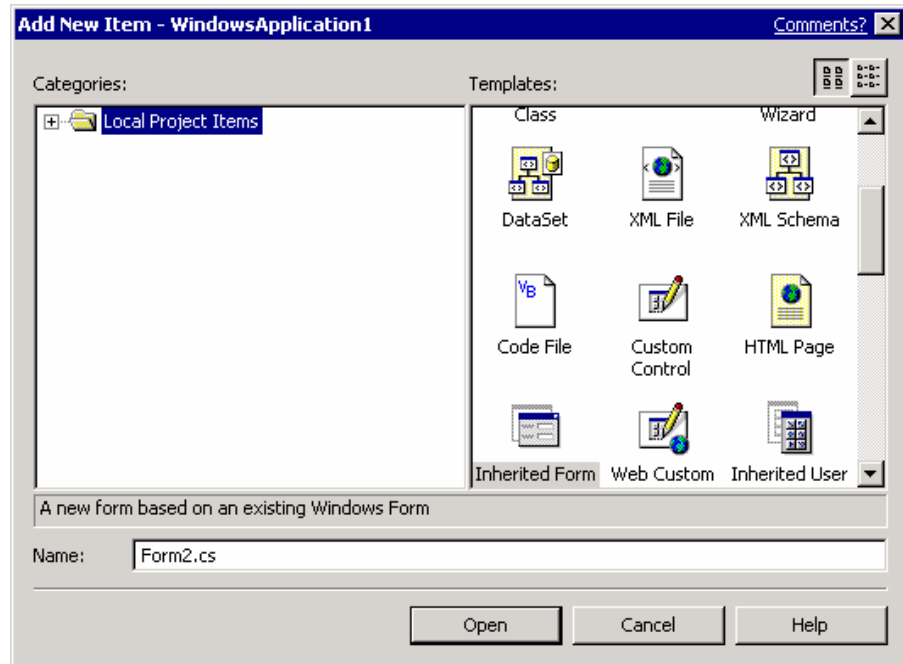 Add New Item - WindowsApplication1 Comments?
Categories: Templates:
Local Project Items
Class Wizard
DataSet XML File XML Schema
VB
Code File Custom Control HTML Page
Inherited Form Web Custom Inherited User
A new form based on an existing Windows Form
Name: Form2.cs
Open Cancel Help